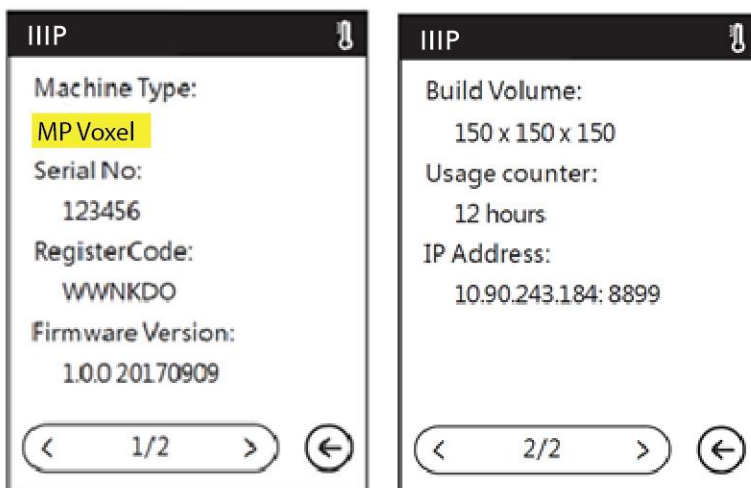 IIIP
Machine Type:
MP Voxel
Serial No:
123456
RegisterCode:
WWNKDO
Firmware Version:
1.0.0 20170909
< 1/2 >
IIIP
Build Volume:
150 x 150 x 150
Usage counter:
12 hours
IP Address:
10.90.243.184: 8899
< 2/2 >